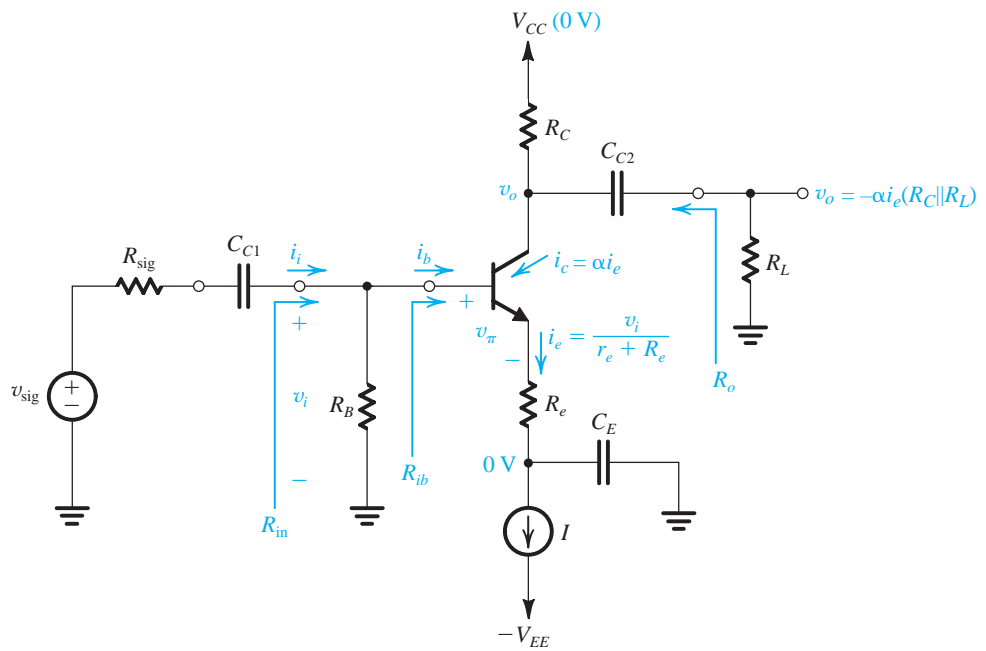 V_CC (0 V)
R_C
C_C2
v_o
v_o = −αi_e(R_C||R_L)
R_sig
C_C1
i_i
i_b
i_c = αi_e
R_L
+
+
v_π
−
i_e = v_i / (r_e + R_e)
R_o
v_sig
+
−
v_i
R_B
R_e
C_E
R_ib
0 V
−
R_in
I
−V_EE